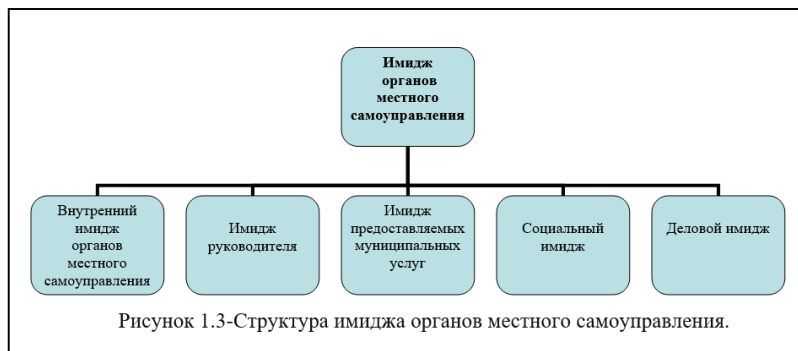 Имидж
органов
местного
самоуправления
Внутренний
имидж
органов
местного
самоуправления
Имидж
руководителя
Имидж
предоставляемых
муниципальных
услуг
Социальный
имидж
Деловой имидж
Рисунок 1.3-Структура имиджа органов местного самоуправления.